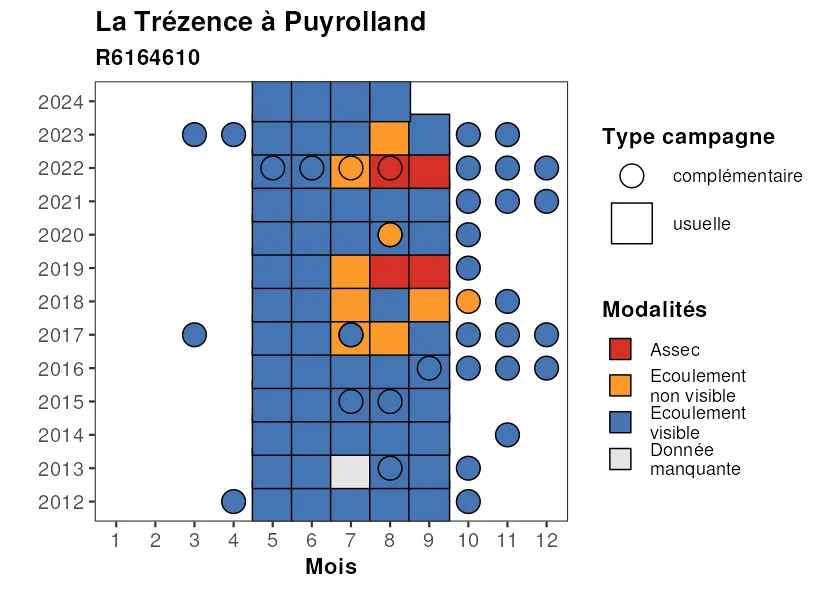 La Trézence à Puyrolland
R6164610
2024
2023
2022
2021
2020
2019
2018
2017
2016
2015
2014
2013
2012
1 2 3 4 5 6 7 8 9 10 11 12
Mois
Type campagne
complémentaire
usuelle
Modalités
Assec
Ecoulement
non visible
Ecoulement
visible
Donnée
manquante